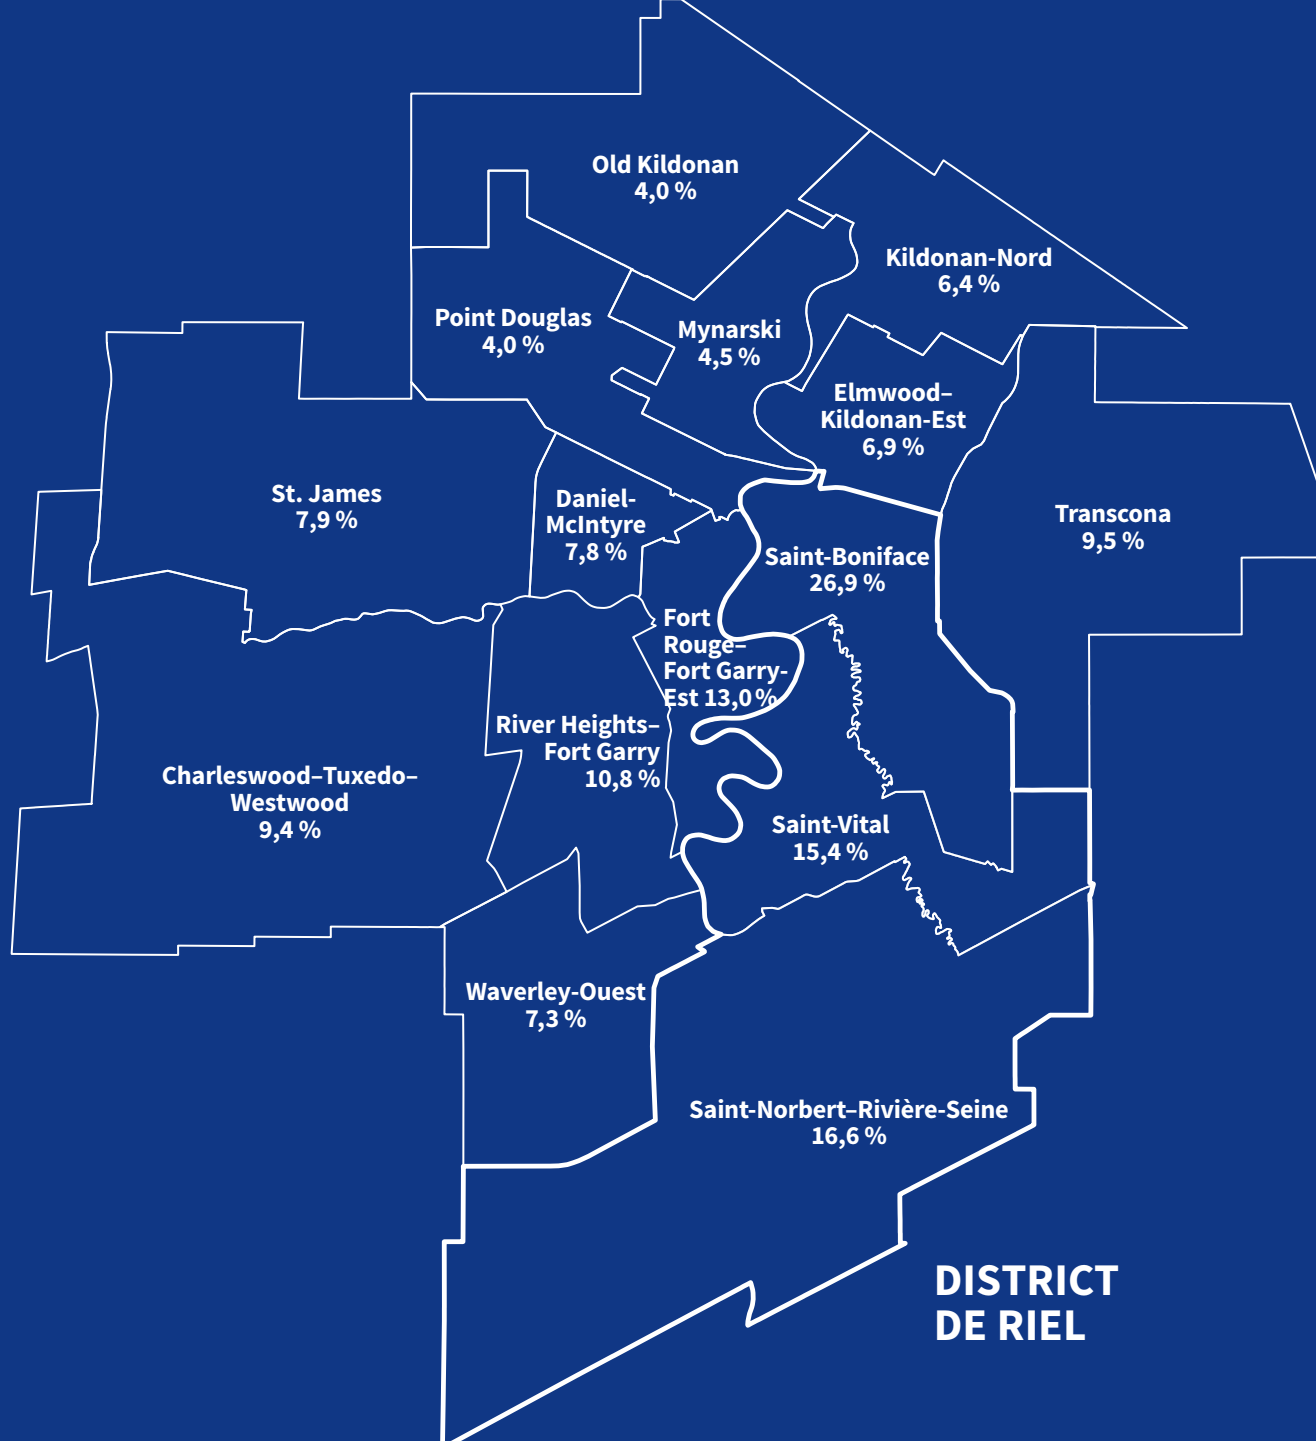 Old Kildonan
4,0 %
Kildonan-Nord
6,4 %
Point Douglas
4,0 %
Mynarski
4,5 %
Elmwood–
Kildonan-Est
6,9 %
St. James
7,9 %
Daniel-
McIntyre
7,8 %
Transcona
9,5 %
Saint-Boniface
26,9 %
Fort
Rouge–
Fort Garry-
Est 13,0 %
River Heights–
Fort Garry
10,8 %
Charleswood–Tuxedo–
Westwood
9,4 %
Saint-Vital
15,4 %
Waverley-Ouest
7,3 %
Saint-Norbert–Rivière-Seine
16,6 %
DISTRICT
DE RIEL